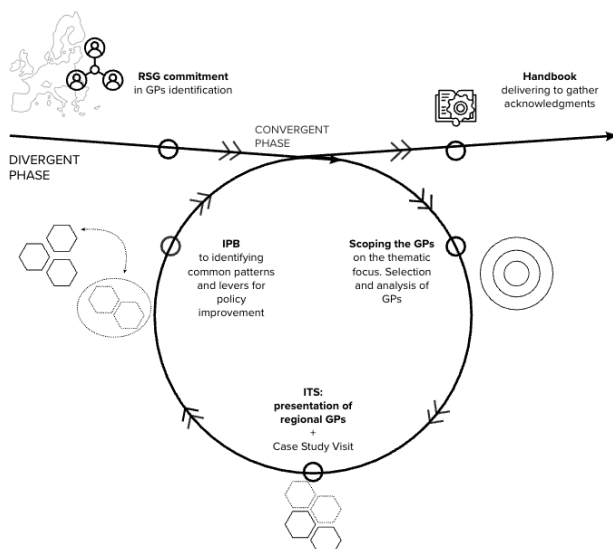 RSG commitment
in GPs identification
Handbook
delivering to gather
acknowledgments
CONVERGENT
PHASE
DIVERGENT
PHASE
IPB
to identifying
common patterns
and levers for
policy
improvement
Scoping the GPs
on the thematic
focus. Selection
and analysis of
GPs
ITS:
presentation of
regional GPs
+
Case Study Visit